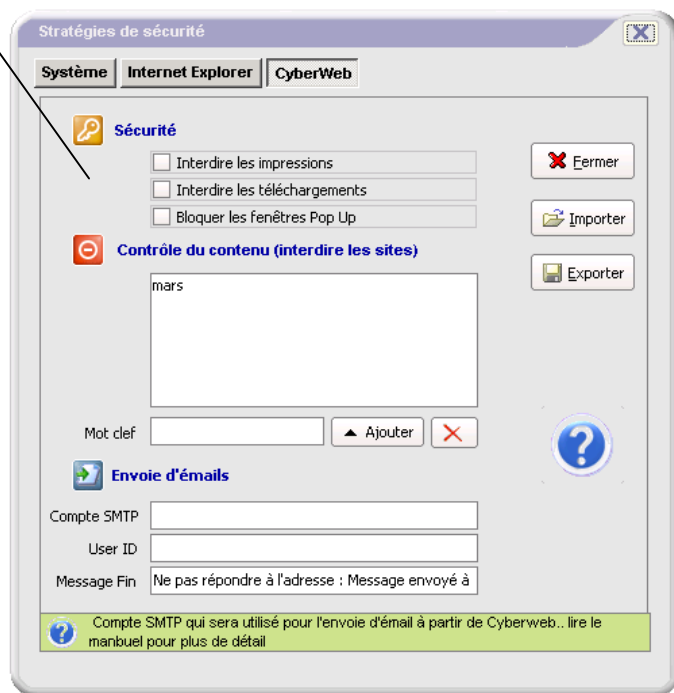 Stratégies de sécurité
Système
Internet Explorer
CyberWeb
Sécurité
Interdire les impressions
Interdire les téléchargements
Bloquer les fenêtres Pop Up
Fermer
Importer
Exporter
Contrôle du contenu (interdire les sites)
mars
Mot clef
Ajouter
Envoie d'émails
Compte SMTP
User ID
Message Fin
Ne pas répondre à l'adresse : Message envoyé à
Compte SMTP qui sera utilisé pour l'envoie d'émail à partir de Cyberweb.. lire le
manbuel pour plus de détail